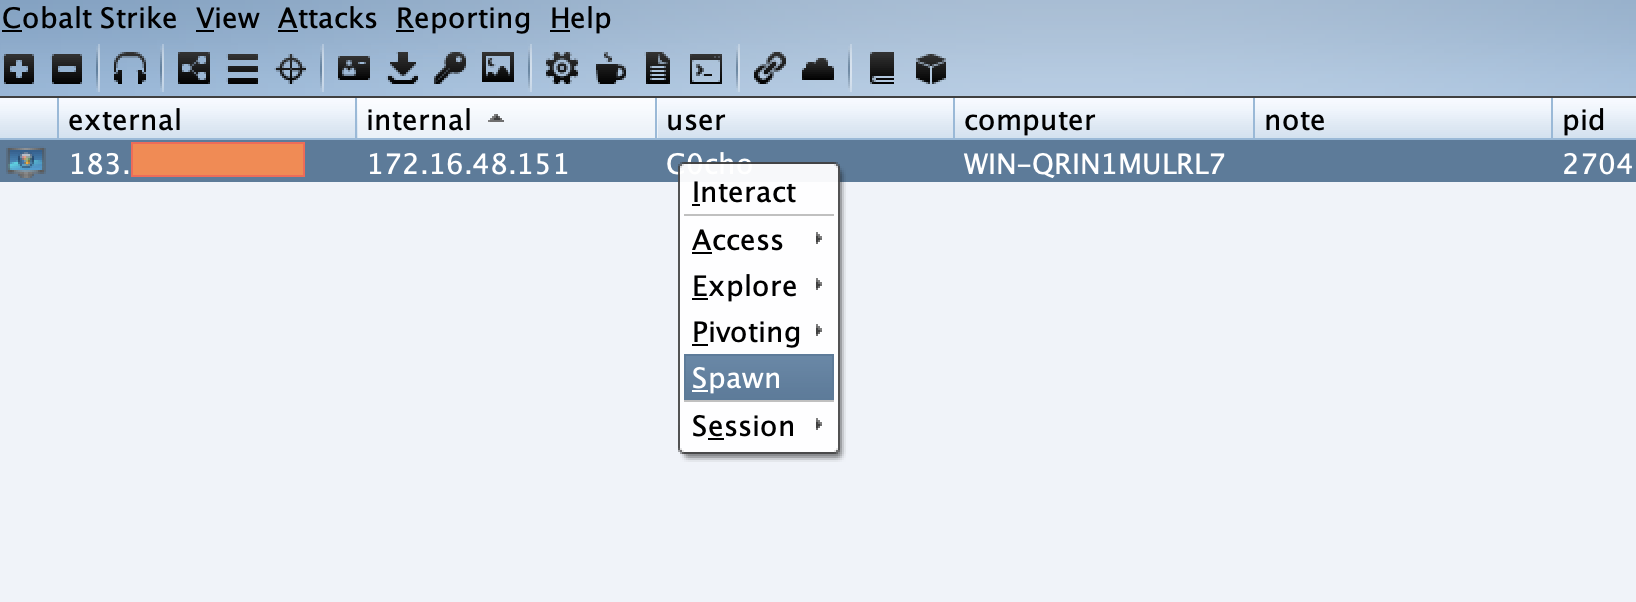 Cobalt Strike View Attacks Reporting Help
external internal user computer note pid
183. 172.16.48.151 WIN-QRIN1MULRL7 2704
Interact
Access
Explore
Pivoting
Spawn
Session